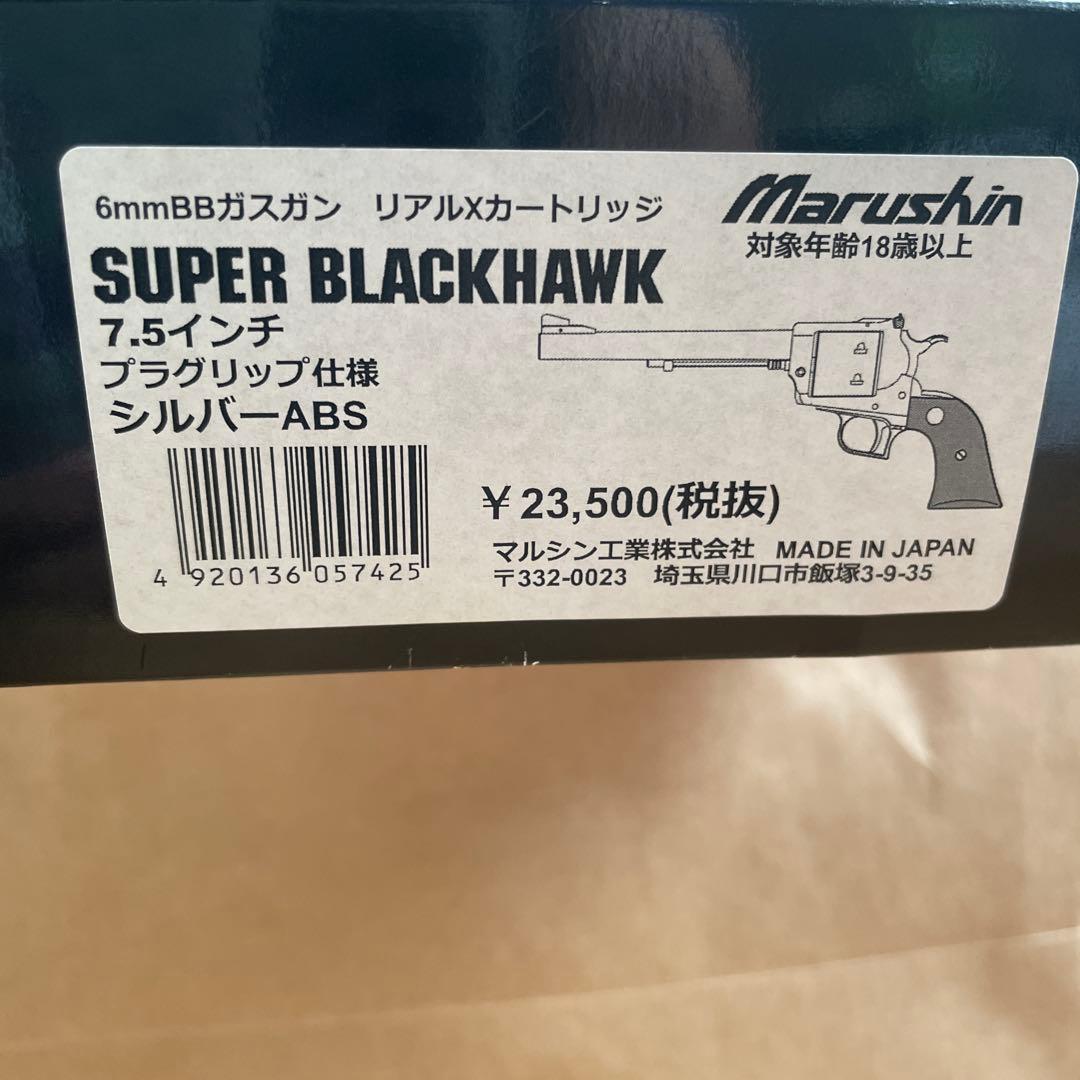 6mmBBガスガン リアルXカートリッジ
Marushin
対象年齢18歳以上
SUPER BLACKHAWK
7.5インチ
プラグリップ仕様
シルバーABS
4 920136 057425
¥23,500(税抜)
マルシン工業株式会社 MADE IN JAPAN
〒332-0023 埼玉県川口市飯塚3-9-35